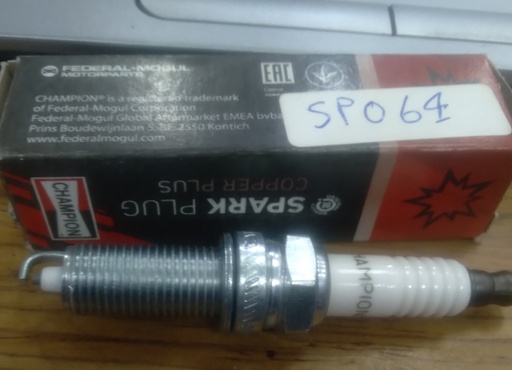 FEDERAL-MOGUL
MOTORPARTS
EAC
CHAMPION® is a registered trademark
of Federal-Mogul Corporation
Federal-Mogul Global Aftermarket EMEA bvba
Prins Boudewijnlaan 5, BE-2550 Kontich
www.federalmogul.com
SP064
CHAMPION
SPARK PLUG
COPPER PLUS
CHAMPION